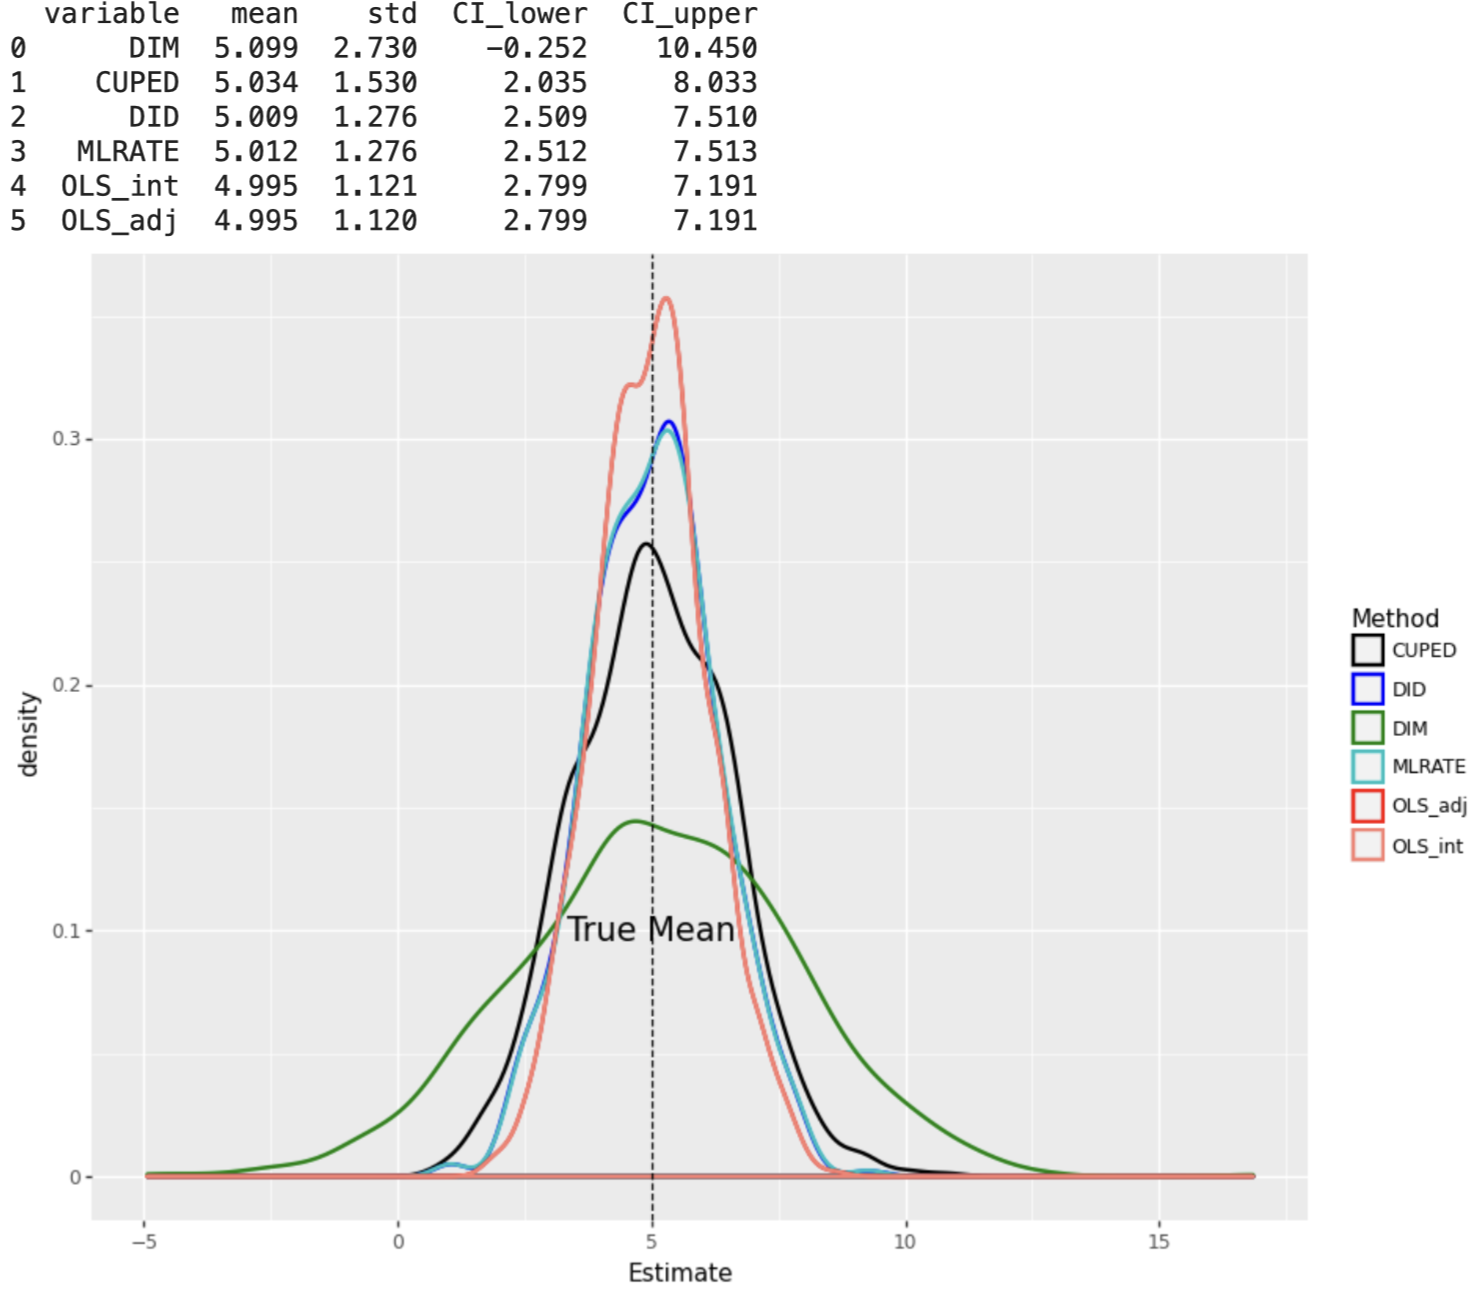 variable mean std CI_lower CI_upper
0 DIM 5.099 2.730 −0.252 10.450
1 CUPED 5.034 1.530 2.035 8.033
2 DID 5.009 1.276 2.509 7.510
3 MLRATE 5.012 1.276 2.512 7.513
4 OLS_int 4.995 1.121 2.799 7.191
5 OLS_adj 4.995 1.120 2.799 7.191
0.3
0.2
0.1
0
density
True Mean
−5 0 5 10 15
Estimate
Method
CUPED
DID
DIM
MLRATE
OLS_adj
OLS_int